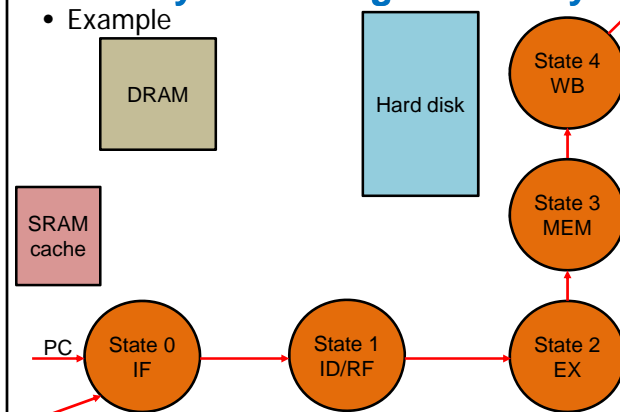 • Example
DRAM
Hard disk
State 4
WB
SRAM
cache
State 3
MEM
PC
State 0
IF
State 1
ID/RF
State 2
EX